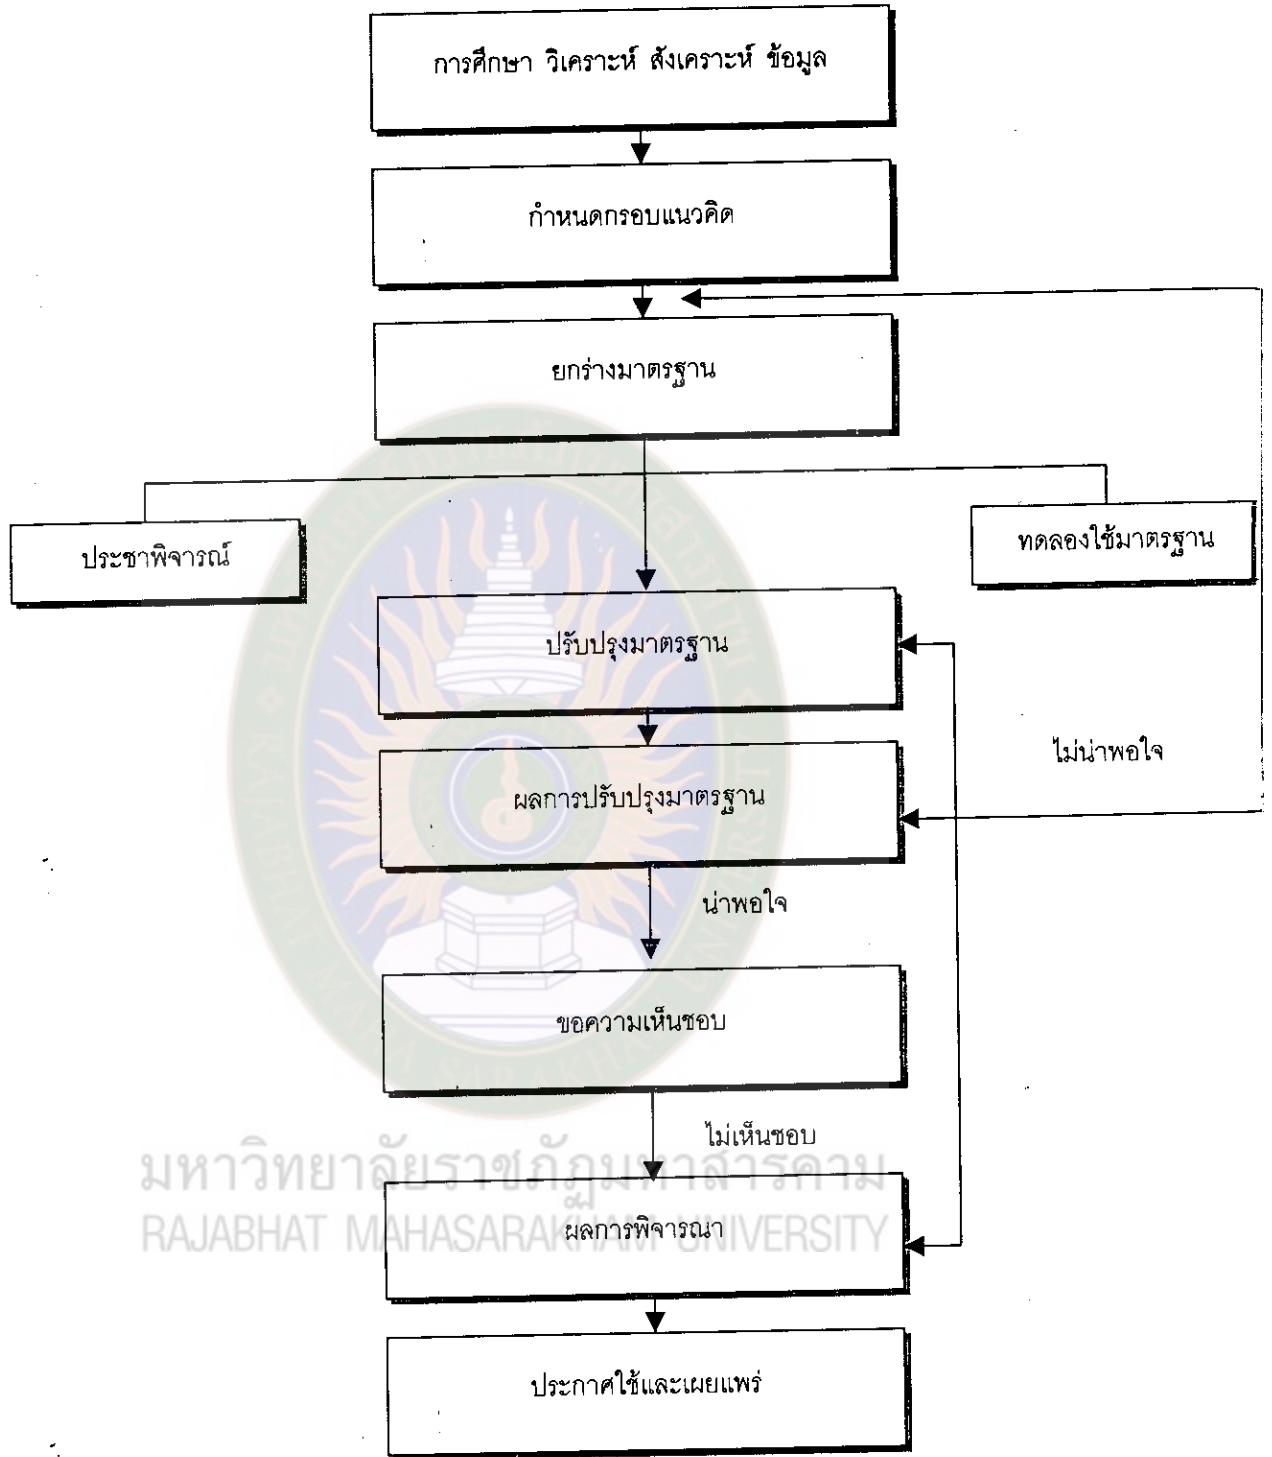 การศึกษา วิเคราะห์ สังเคราะห์ ข้อมูล
กำหนดกรอบแนวคิด
ยกร่างมาตรฐาน
ประชาพิจารณ์
ทดลองใช้มาตรฐาน
ปรับปรุงมาตรฐาน
ไม่น่าพอใจ
ผลการปรับปรุงมาตรฐาน
น่าพอใจ
ขอความเห็นชอบ
ไม่เห็นชอบ
มหาวิทยาลัยราชภัฏมหาสารคาม
ผลการพิจารณา
RAJABHAT MAHASARAKHAM UNIVERSITY
ประกาศใช้และเผยแพร่